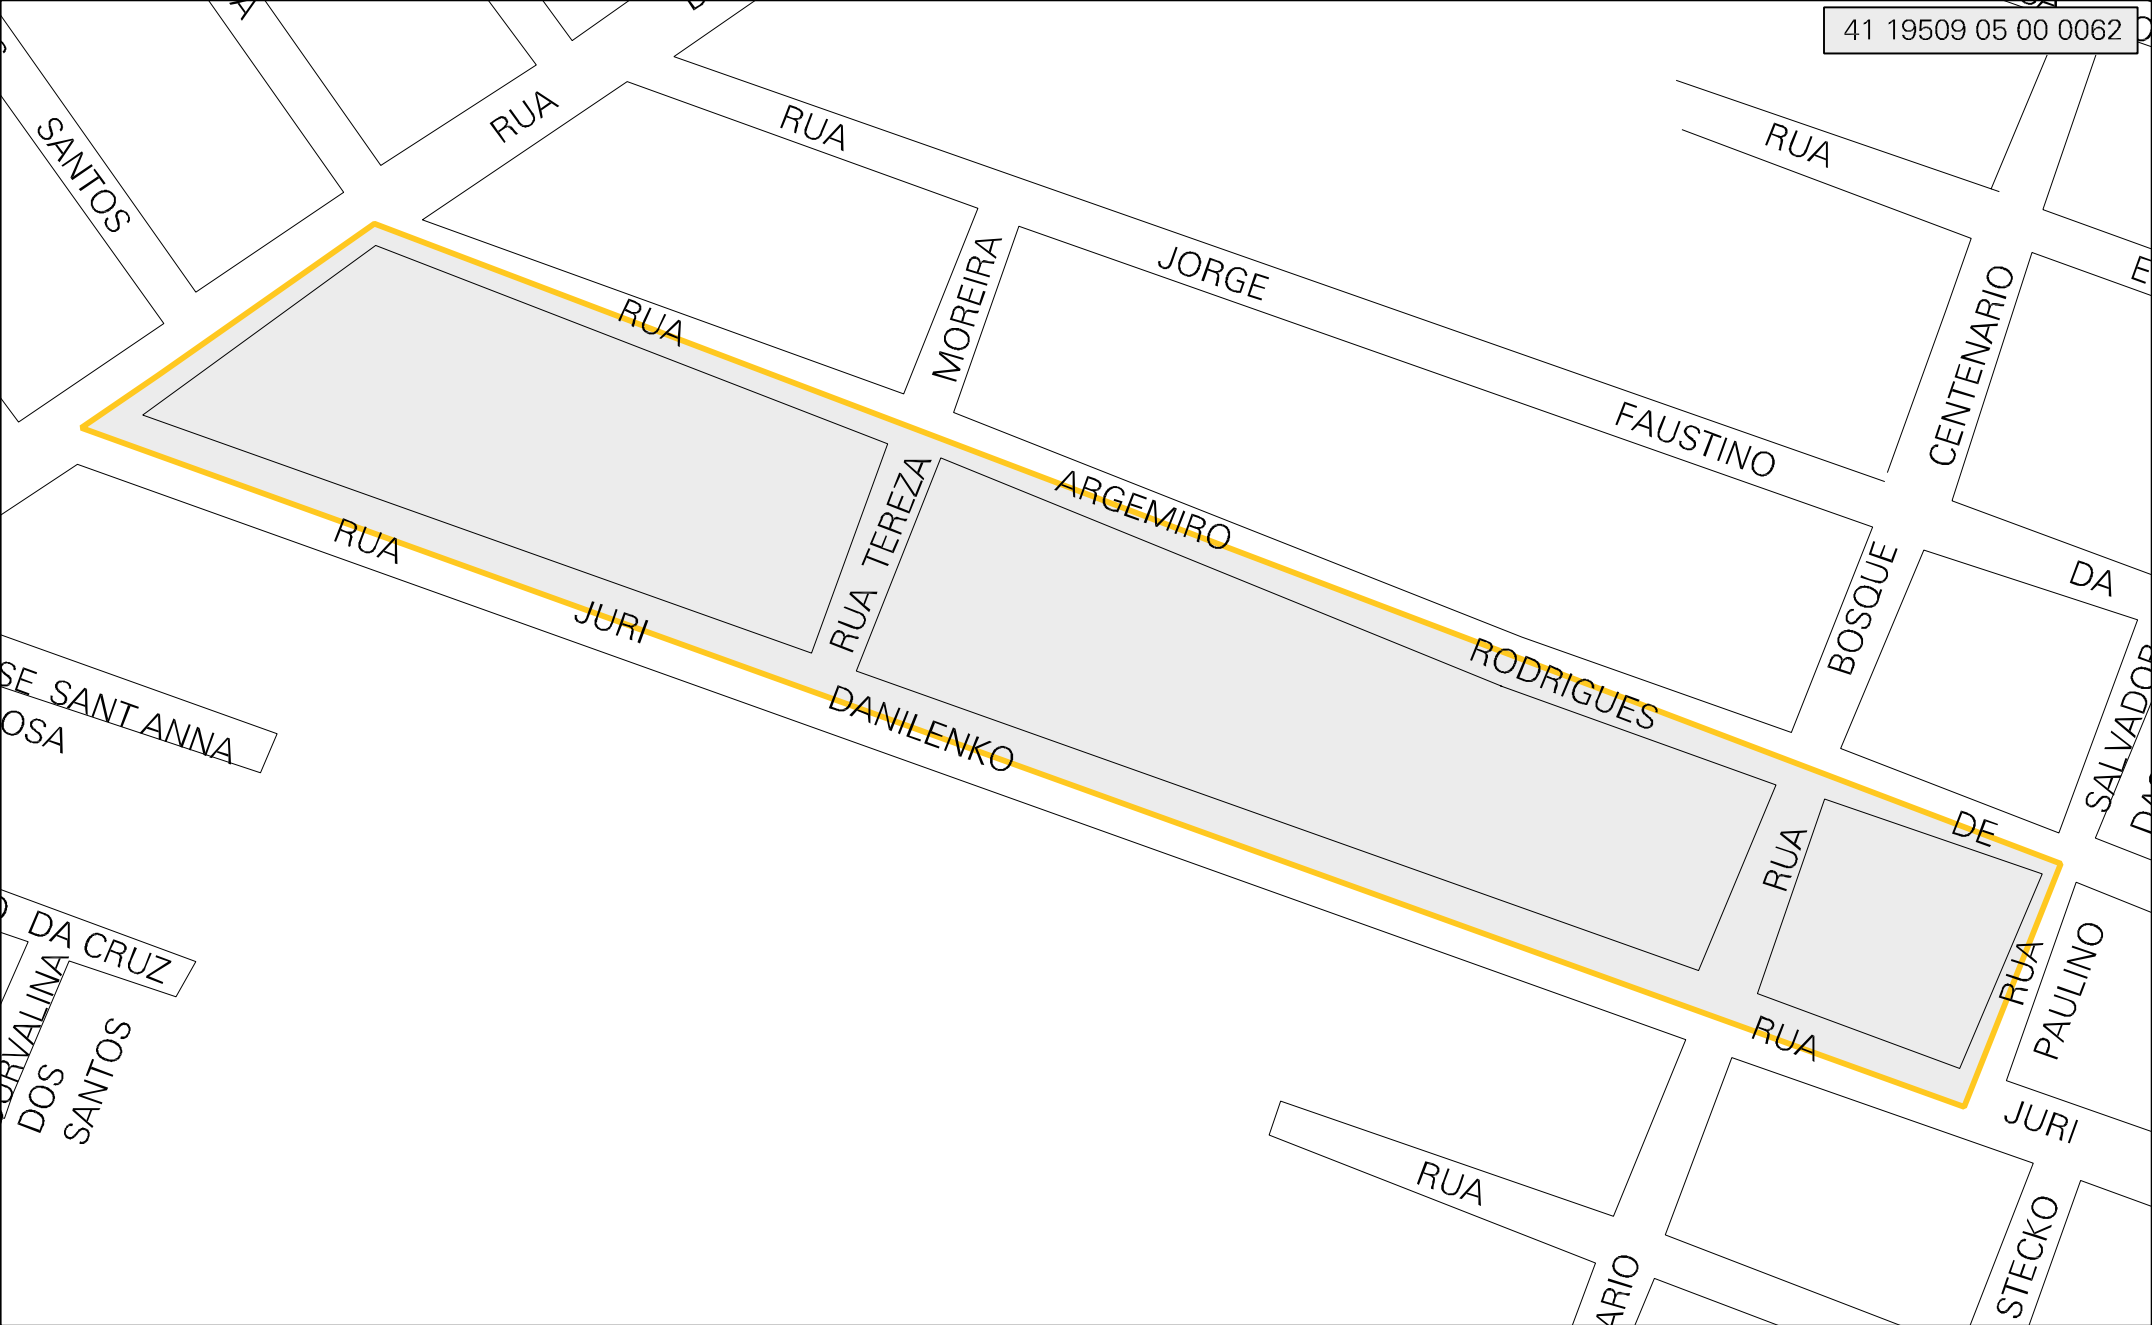 41 19509 05 00 0062
RUA
SANTOS
RUA
RUA
JORGE
FAUSTINO
DA
RUA
MOREIRA
CENTENARIO
RUA
ARGEMIRO
RODRIGUES
DE
RUA TEREZA
BOSQUE
RUA
SALVADOR
RUA
JURI
DANILENKO
RUA
JURI
SANT ANNA
DA CRUZ
DOS
SANTOS
RUA
PAULINO
RUA
STECKO